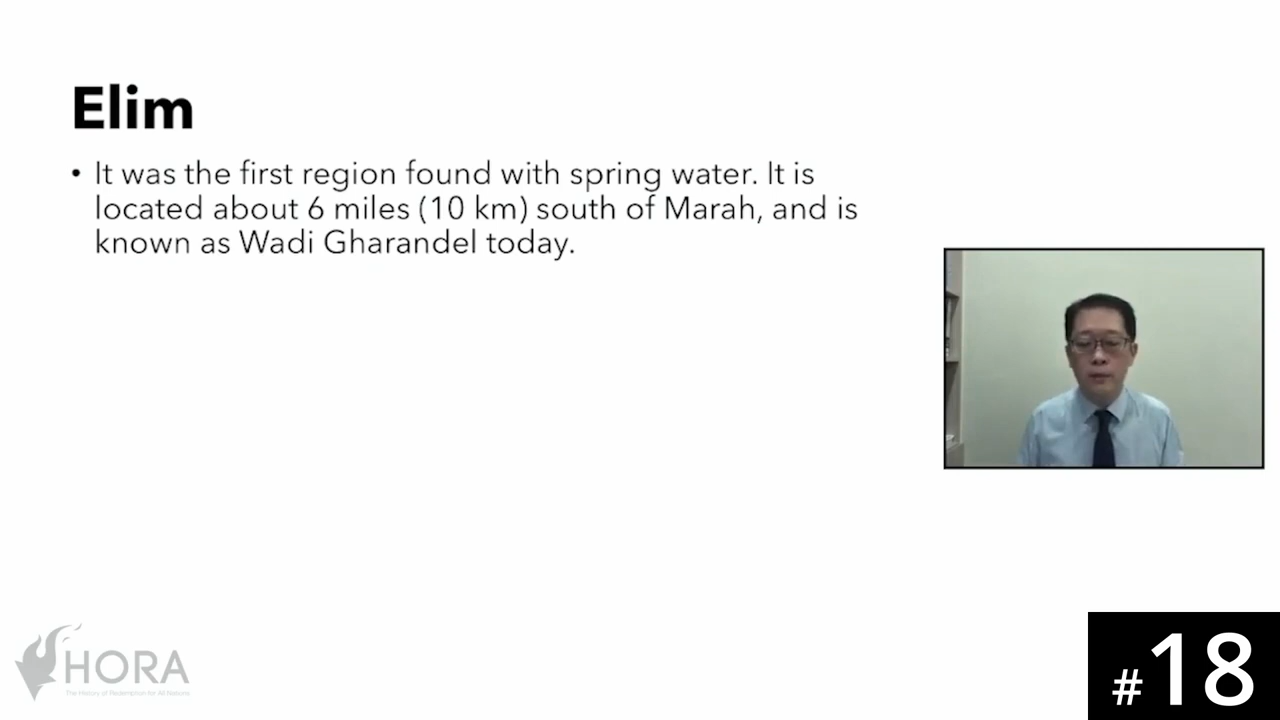 Elim
• It was the first region found with spring water. It is
located about 6 miles (10 km) south of Marah, and is
known as Wadi Gharandel today.
HORA
The History of Redemption for All Nations
#18